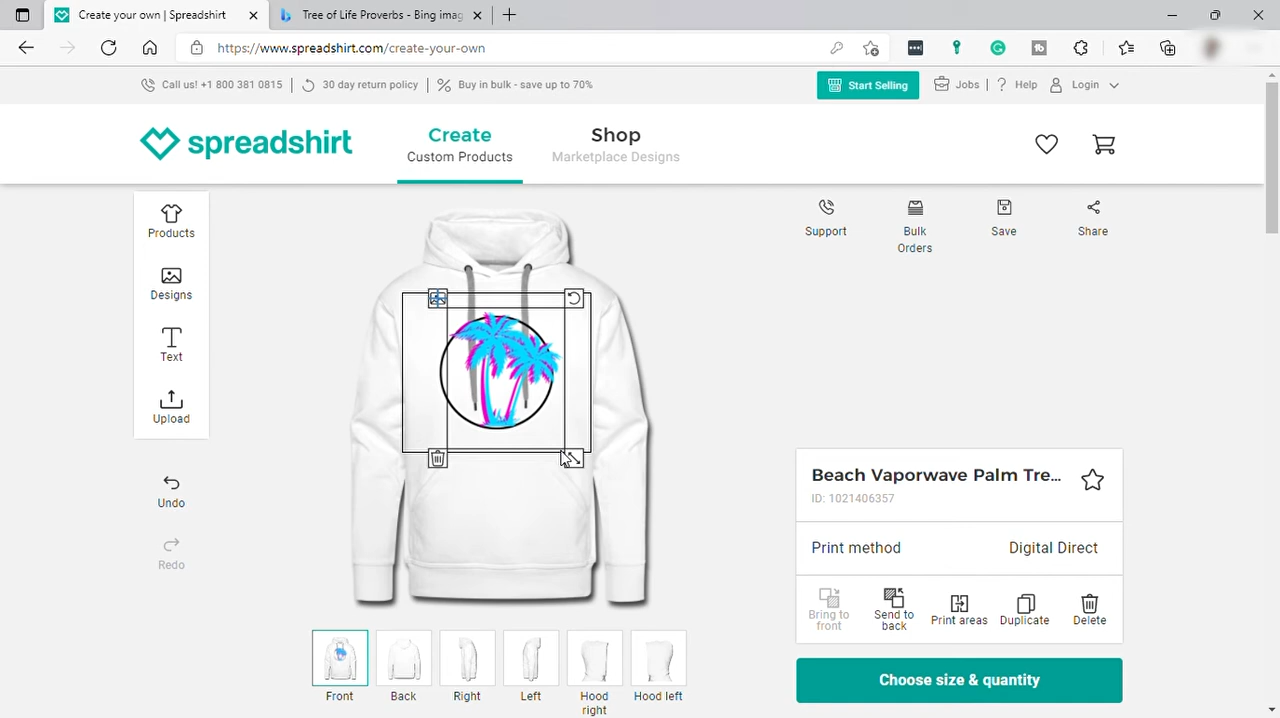 Create your own | Spreadshirt
Tree of Life Proverbs - Bing imag
https://www.spreadshirt.com/create-your-own
Call us! +1 800 381 0815
30 day return policy
Buy in bulk - save up to 70%
Start Selling
Jobs
Help
Login
spreadshirt
Create
Custom Products
Shop
Marketplace Designs
Products
Designs
Text
Upload
Undo
Redo
Support
Bulk
Orders
Save
Share
Beach Vaporwave Palm Tre...
ID: 1021406357
Print method
Digital Direct
Bring to
front
Send to
back
Print areas
Duplicate
Delete
Choose size & quantity
Front
Back
Right
Left
Hood
right
Hood left